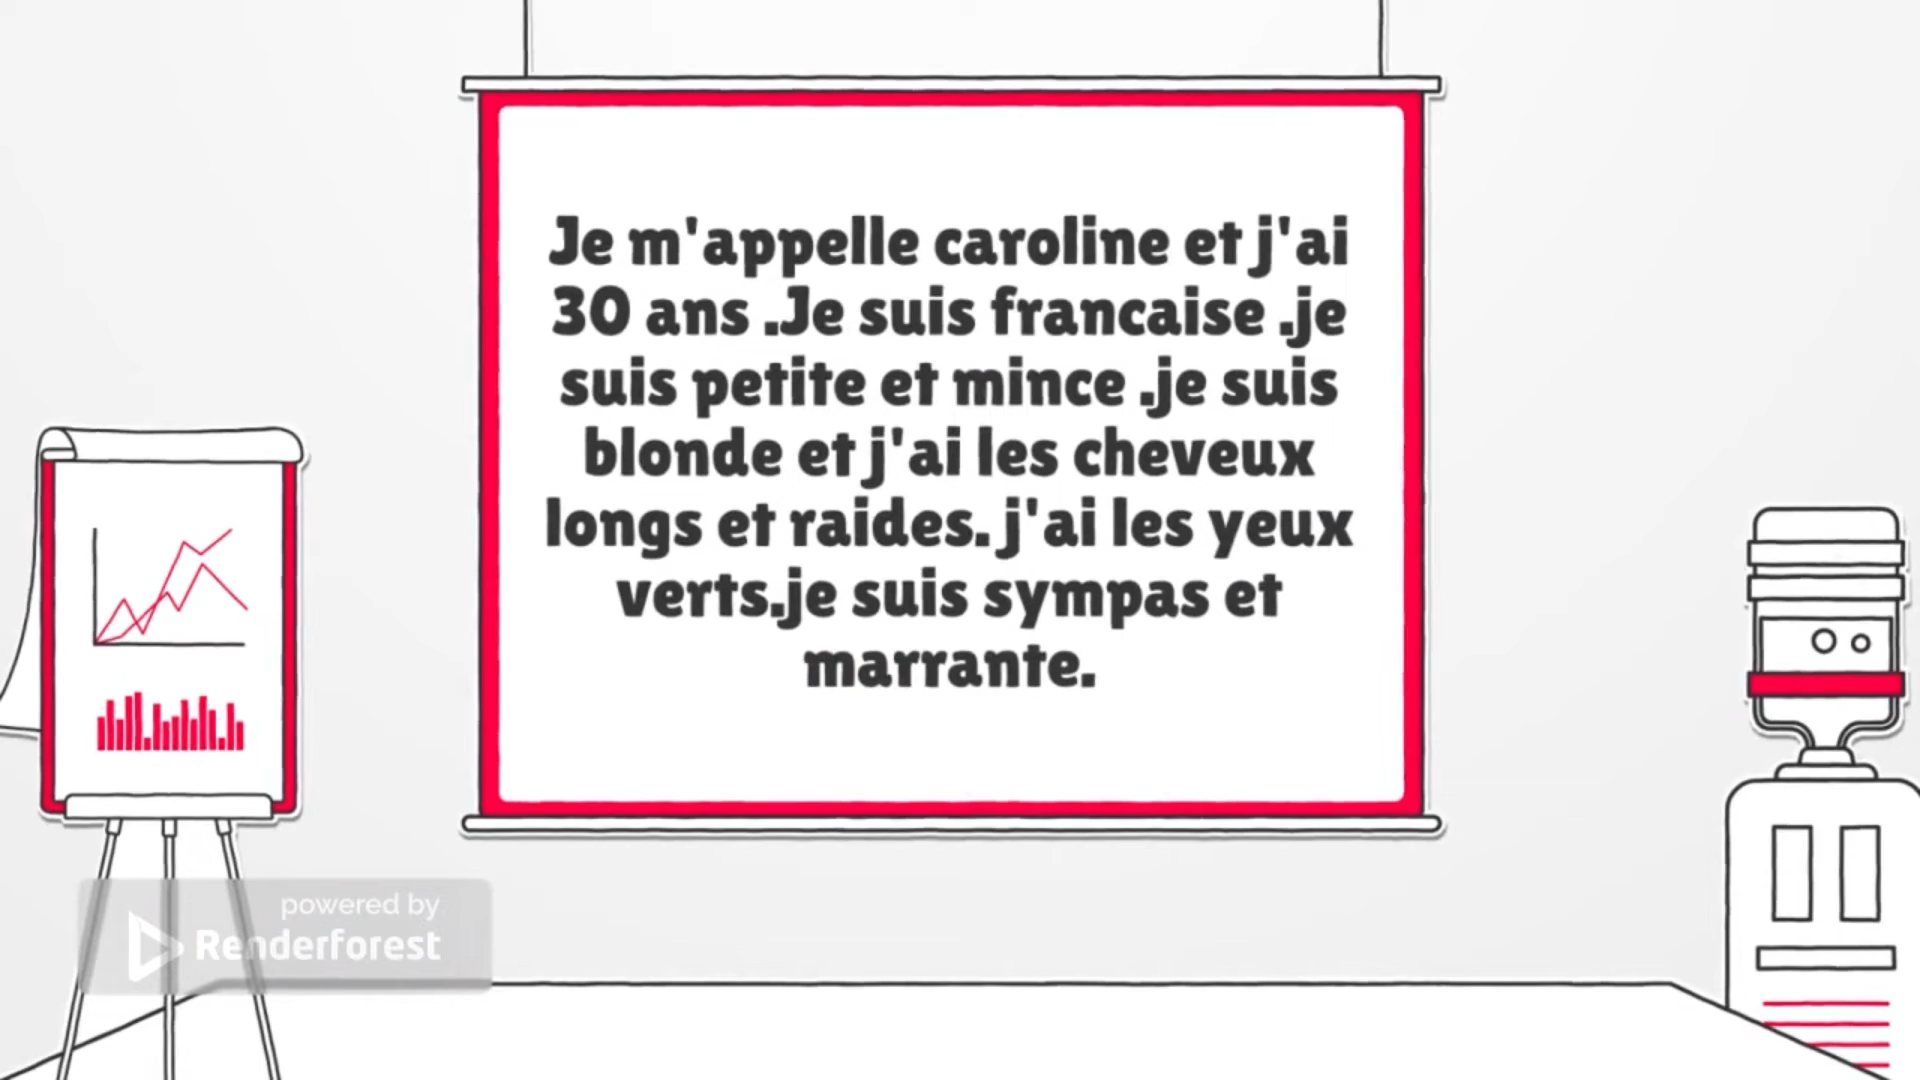 Je m'appelle caroline et j'ai
30 ans .Je suis francaise .je
suis petite et mince .je suis
blonde et j'ai les cheveux
longs et raides. j'ai les yeux
verts.je suis sympas et
marrante.
powered by
Renderforest